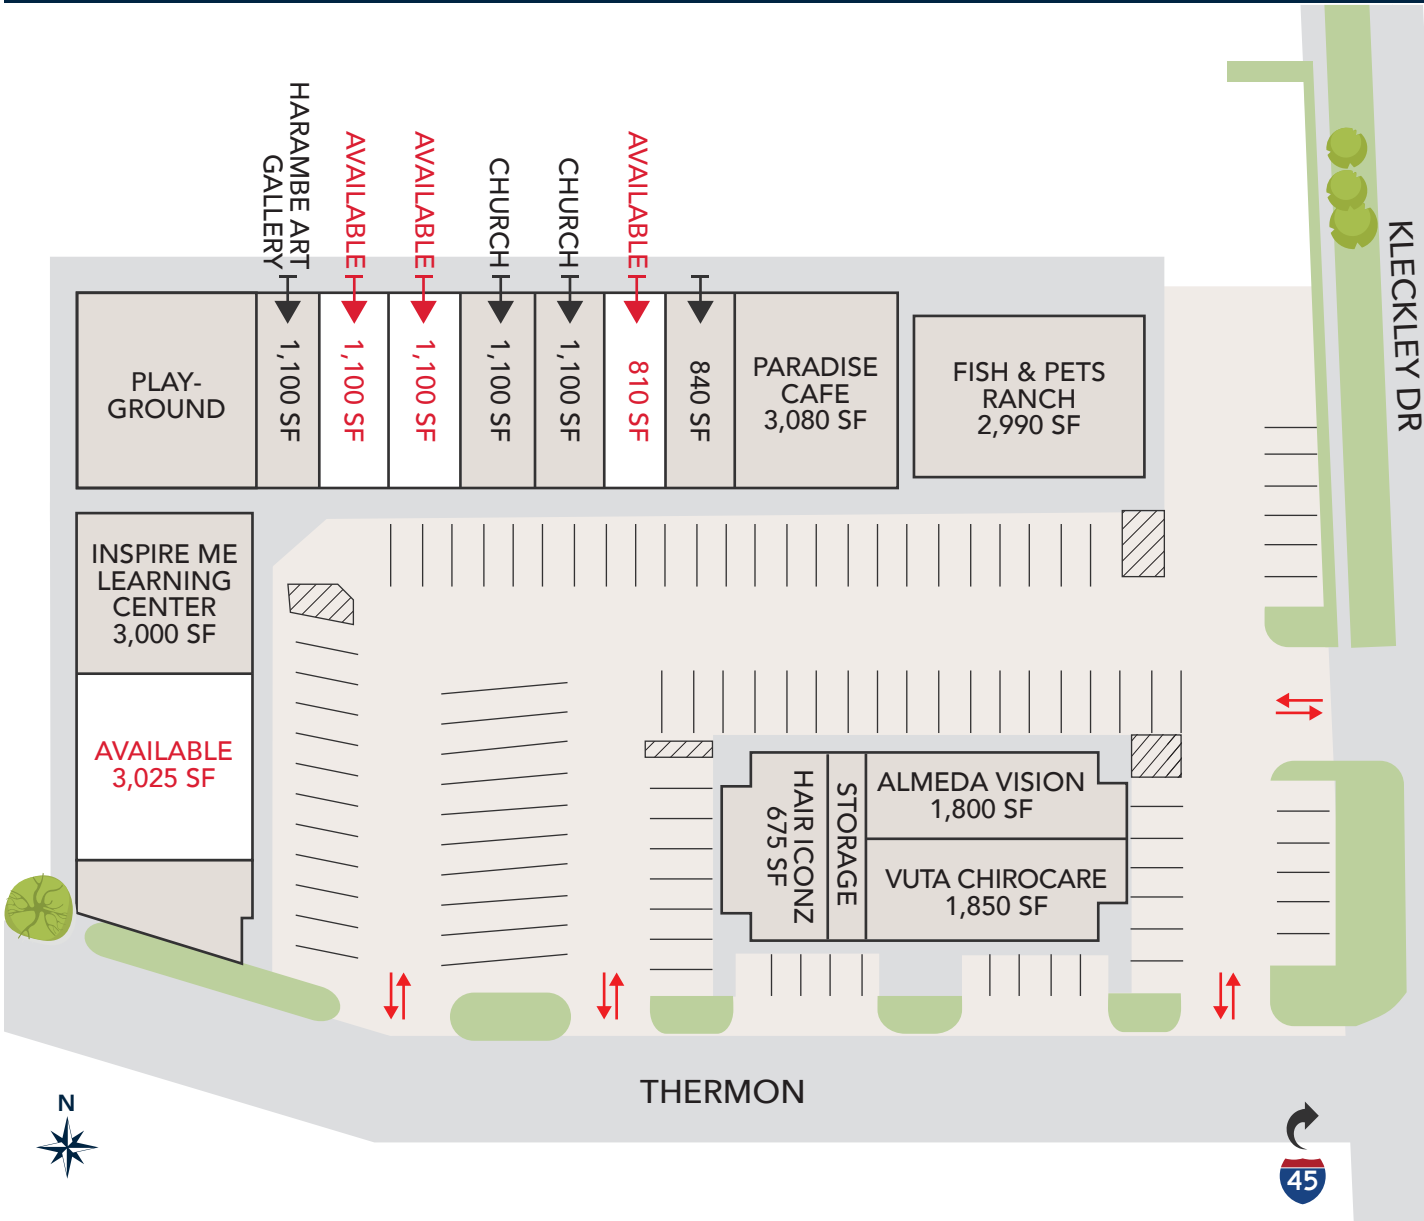 HARAMBE ART
GALLERY
AVAILABLE
AVAILABLE
CHURCH
CHURCH
AVAILABLE
KLECKLEY DR
PLAY-
GROUND
1,100 SF
1,100 SF
1,100 SF
1,100 SF
1,100 SF
810 SF
840 SF
PARADISE
CAFE
3,080 SF
FISH & PETS
RANCH
2,990 SF
INSPIRE ME
LEARNING
CENTER
3,000 SF
AVAILABLE
3,025 SF
HAIR ICONZ
675 SF
STORAGE
ALMEDA VISION
1,800 SF
VUTA CHIROCARE
1,850 SF
THERMON
N
45